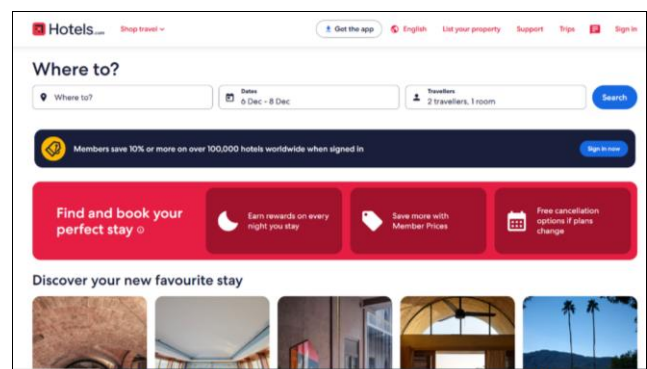 Hotels.com
Shop travel
Get the app
English
List your property
Support
Trips
Sign in
Where to?
Where to?
Dates
6 Dec - 8 Dec
Travellers
2 travellers, 1 room
Search
Members save 10% or more on over 100,000 hotels worldwide when signed in
Sign in now
Find and book your
perfect stay
Earn rewards on every
night you stay
Save more with
Member Prices
Free cancellation
options if plans
change
Discover your new favourite stay